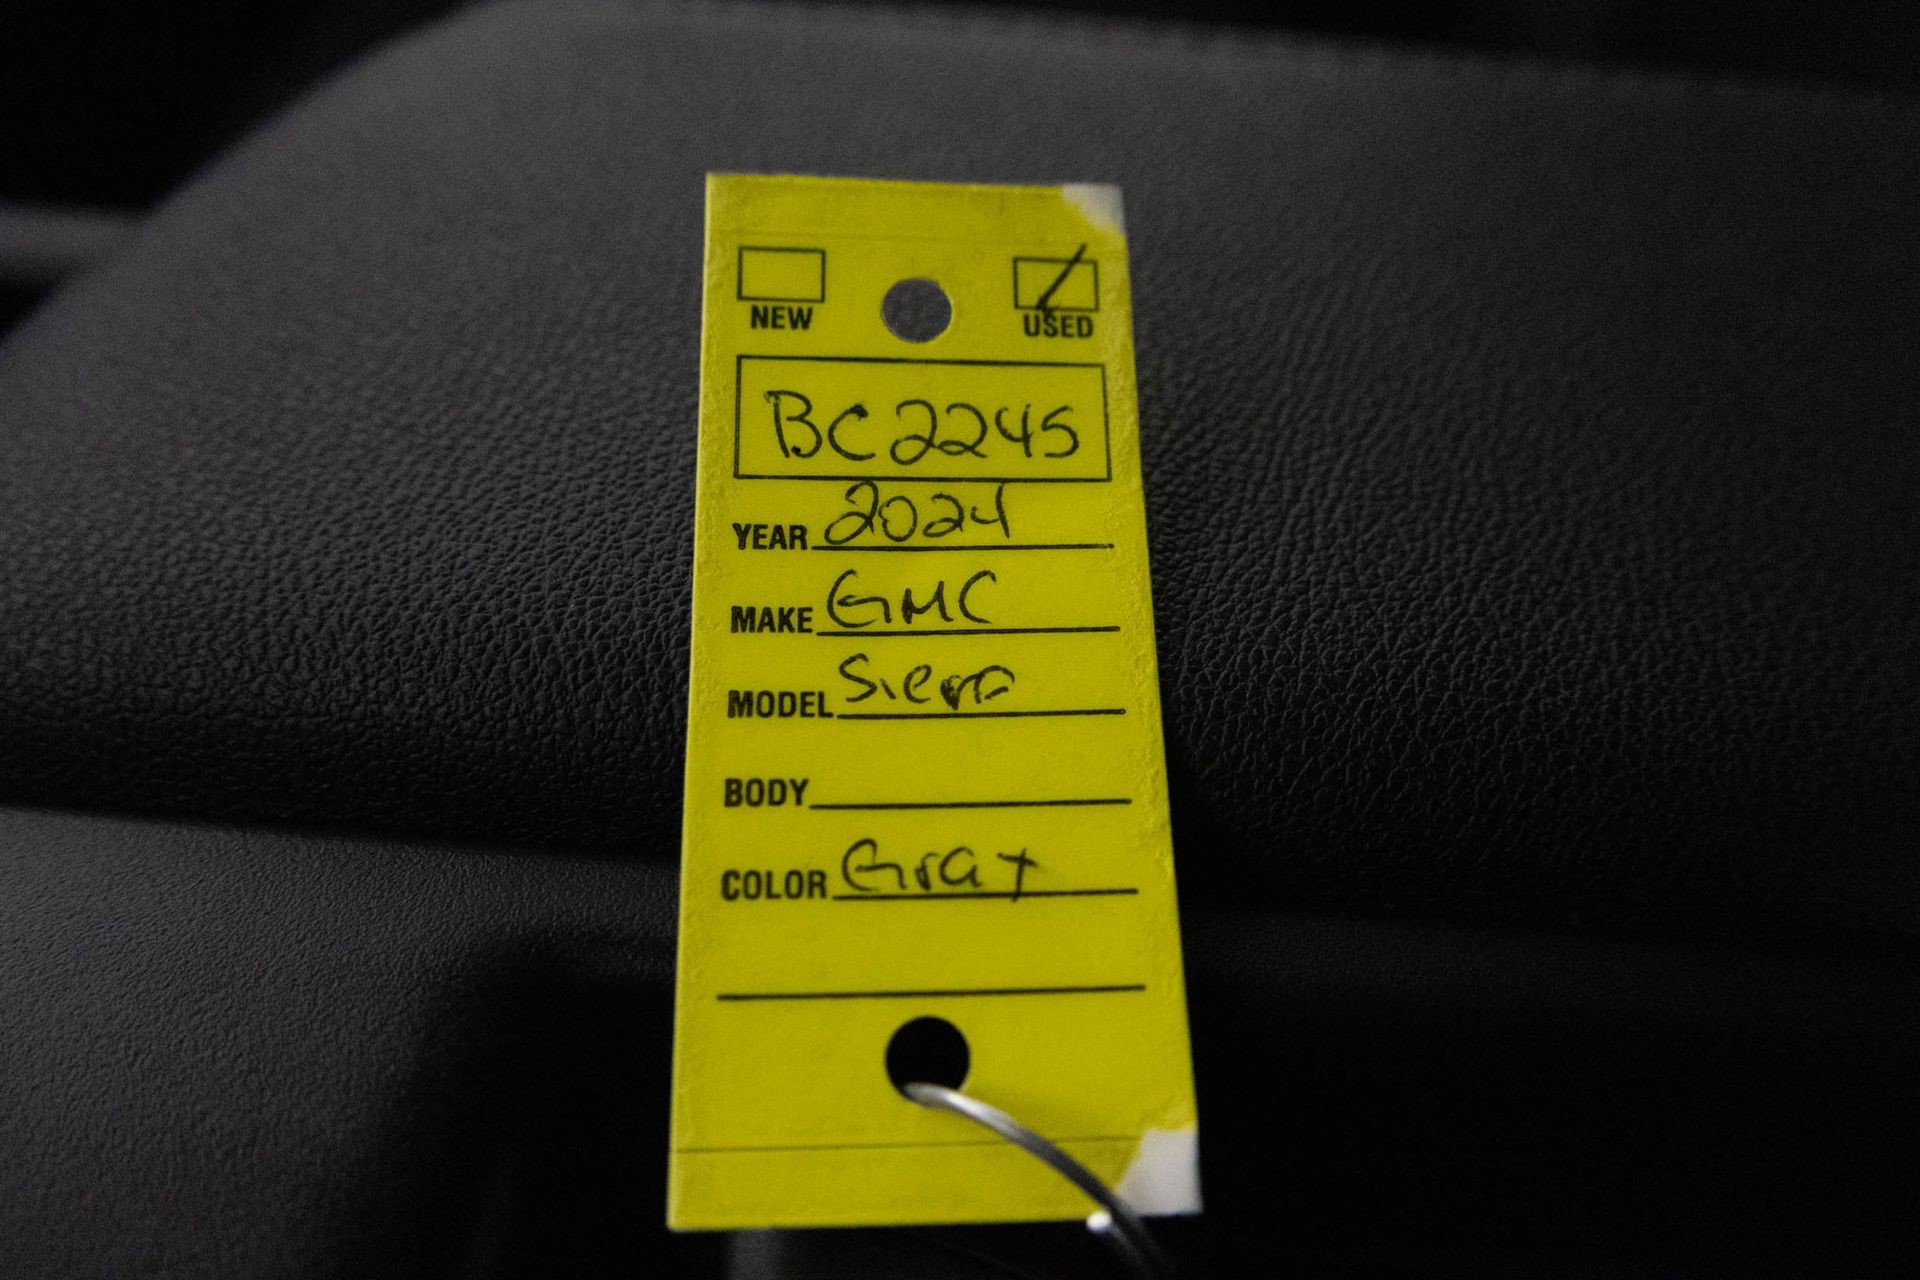 NEW USED
BC2245
YEAR 2024
MAKE GMC
MODEL Sierra
BODY
COLOR Gray